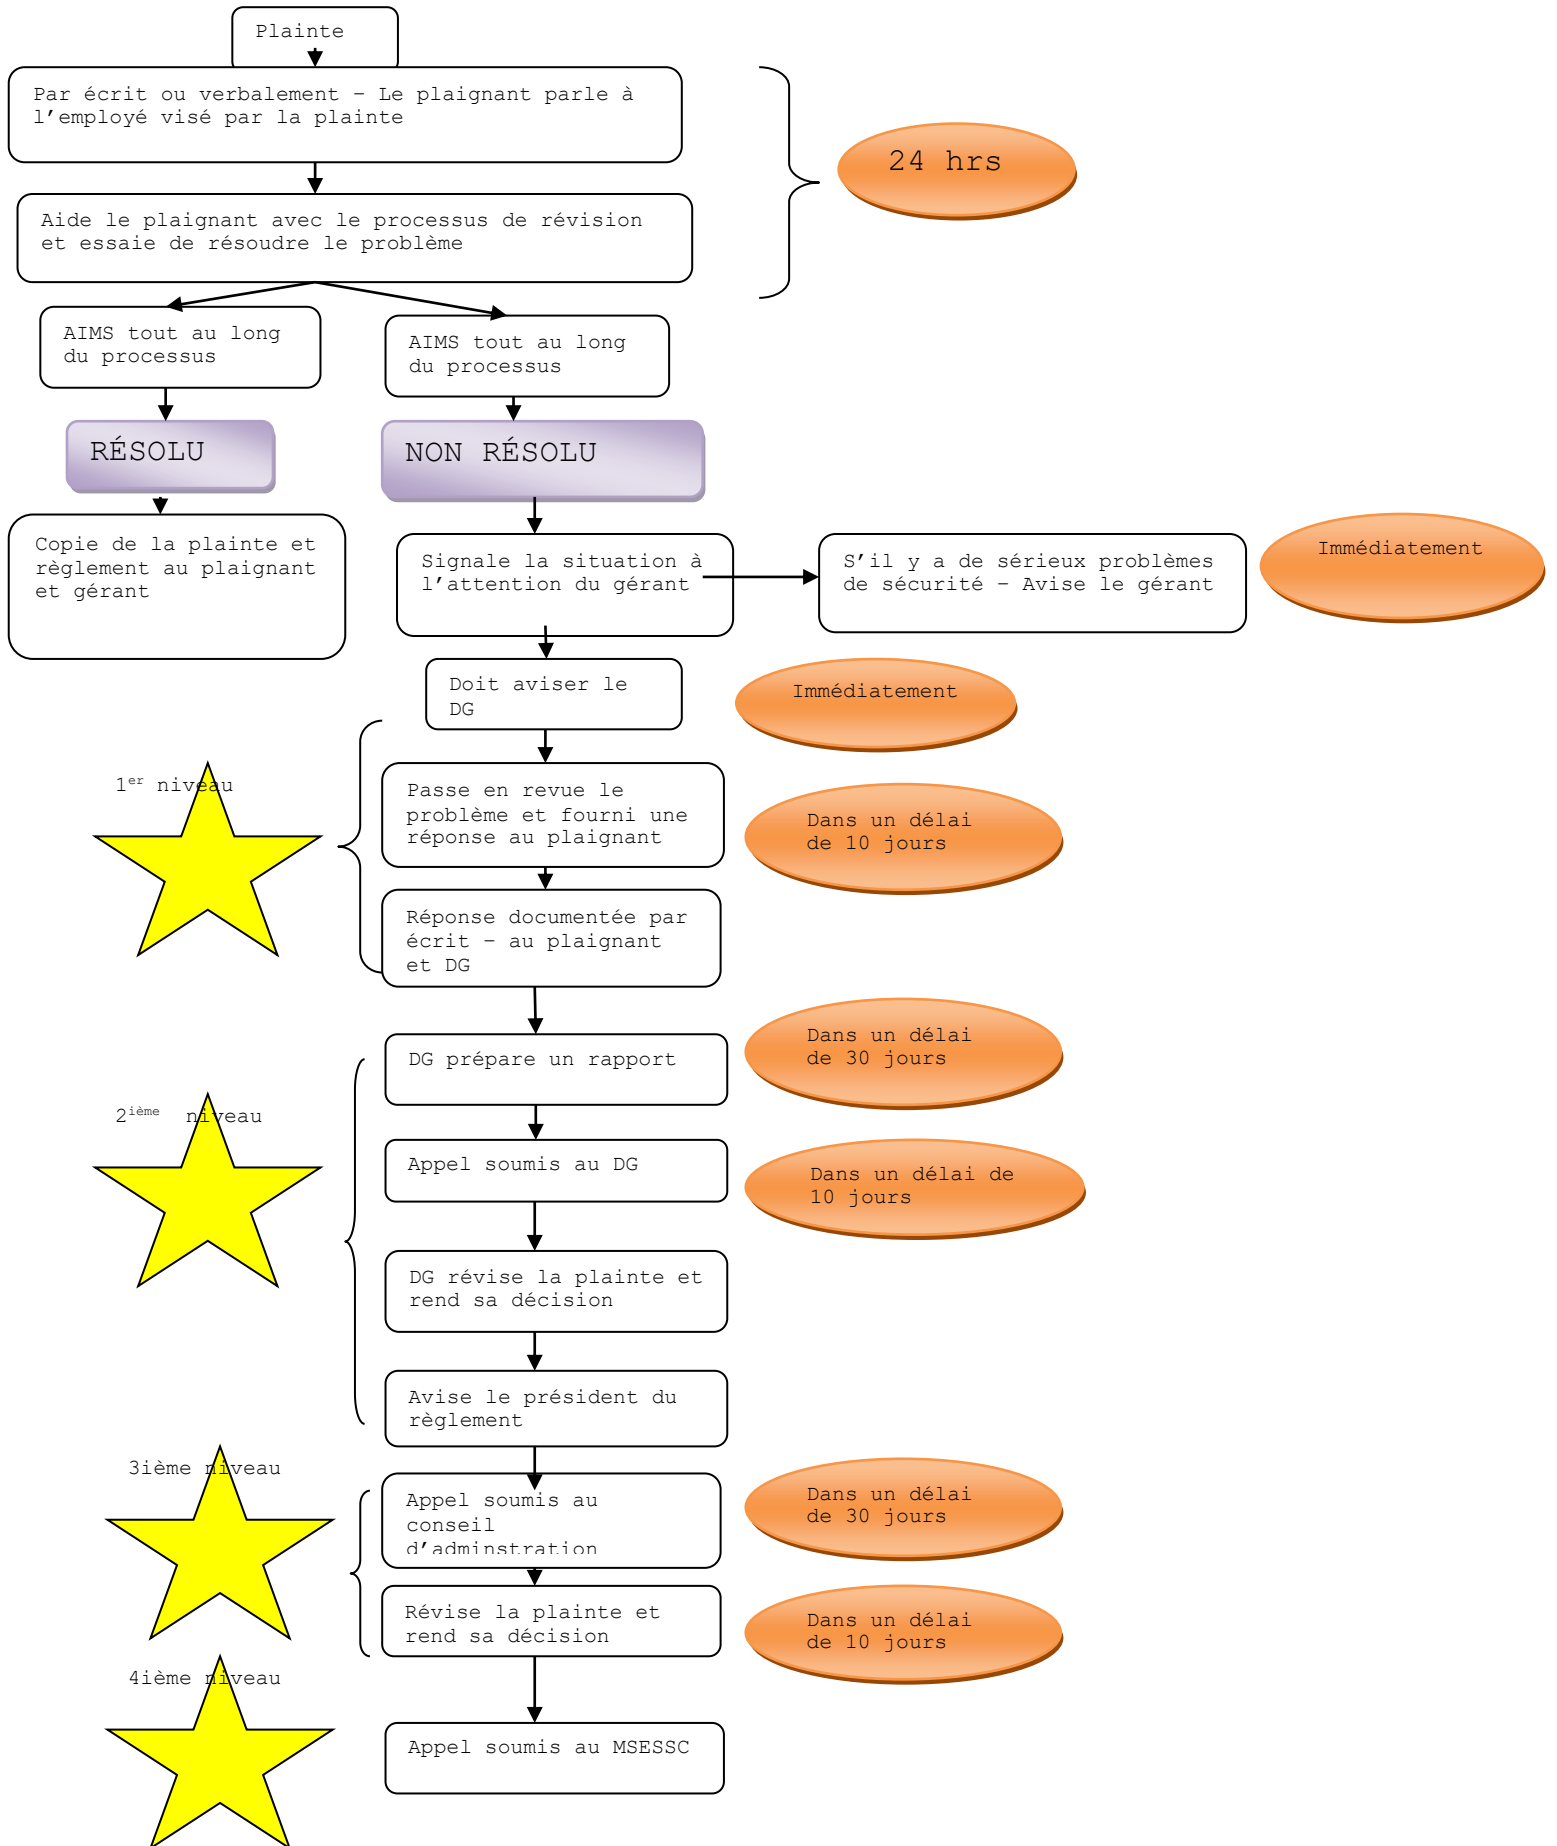 Plainte
Par écrit ou verbalement – Le plaignant parle à
l’employé visé par la plainte
24 hrs
Aide le plaignant avec le processus de révision
et essaie de résoudre le problème
AIMS tout au long
du processus
AIMS tout au long
du processus
RÉSOLU
NON RÉSOLU
Copie de la plainte et
règlement au plaignant
et gérant
Signale la situation à
l’attention du gérant
S’il y a de sérieux problèmes
de sécurité – Avise le gérant
Immédiatement
Doit aviser le
DG
Immédiatement
1er niveau
Passe en revue le
problème et fourni une
réponse au plaignant
Dans un délai
de 10 jours
Réponse documentée par
écrit – au plaignant
et DG
DG prépare un rapport
Dans un délai
de 30 jours
2ième niveau
Appel soumis au DG
Dans un délai de
10 jours
DG révise la plainte et
rend sa décision
Avise le président du
règlement
3ième niveau
Appel soumis au
conseil
d’adminstration
Dans un délai
de 30 jours
Révise la plainte et
rend sa décision
Dans un délai
de 10 jours
4ième niveau
Appel soumis au MSESSC